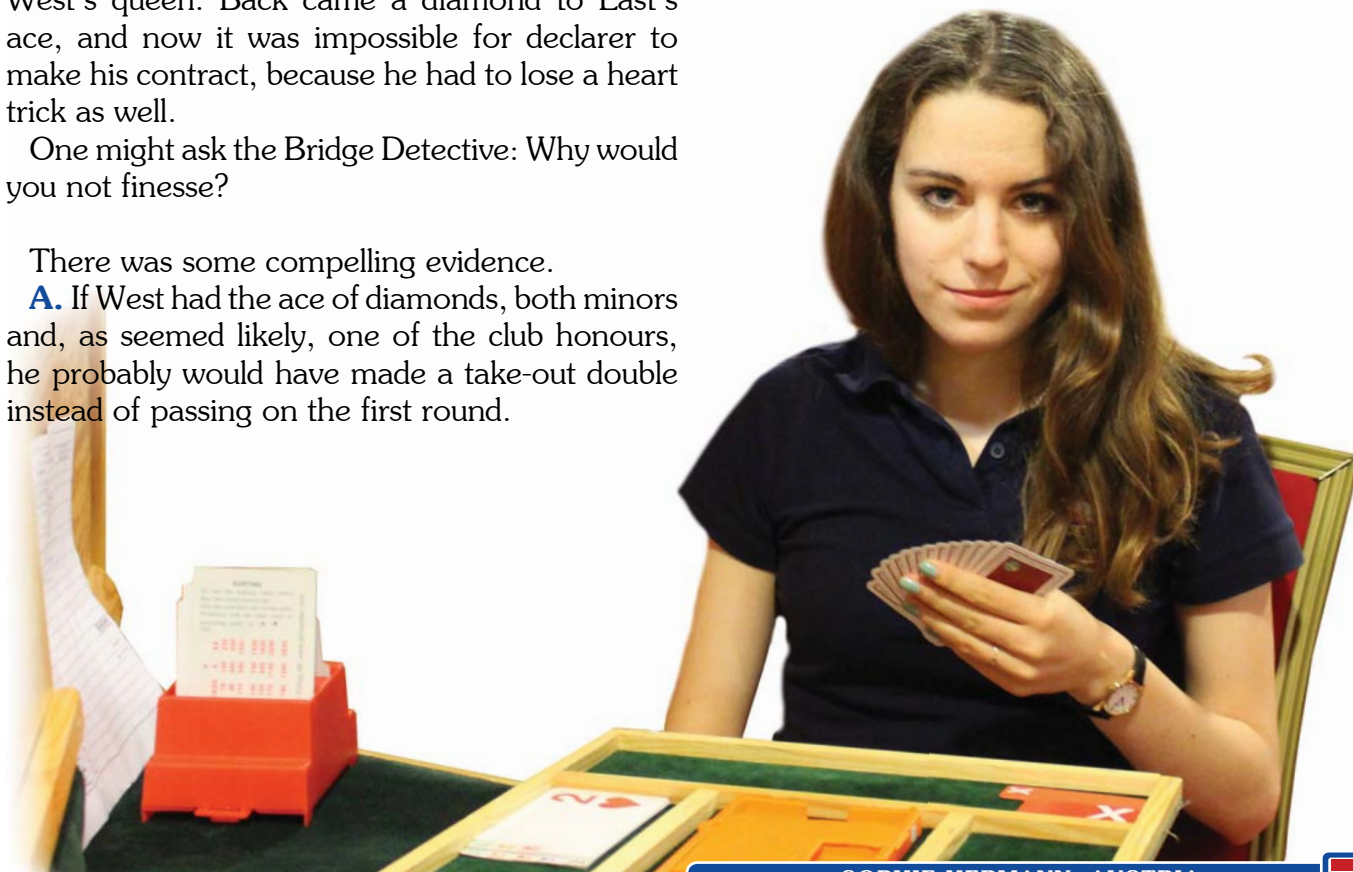 West's queen. Back came a diamond to East's
ace, and now it was impossible for declarer to
make his contract, because he had to lose a heart
trick as well.
One might ask the Bridge Detective: Why would
you not finesse?
There was some compelling evidence.
A. If West had the ace of diamonds, both minors
and, as seemed likely, one of the club honours,
he probably would have made a take-out double
instead of passing on the first round.
2♥
X
X